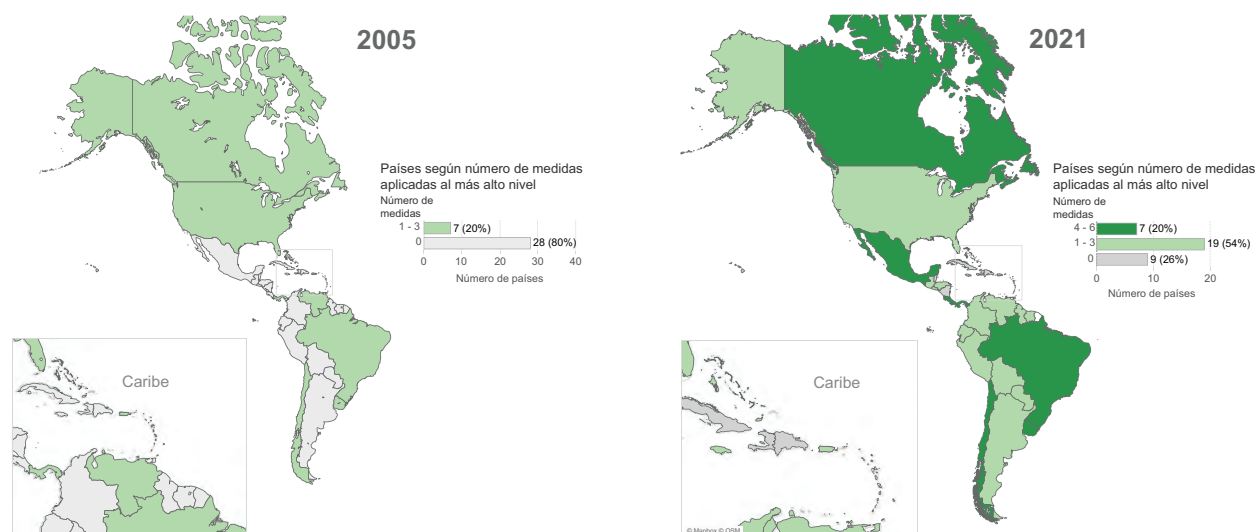 2005
Países según número de medidas
aplicadas al más alto nivel
Número de
medidas
1 - 3
7 (20%)
0
28 (80%)
0 10 20 30 40
Número de países
Caribe
2021
Países según número de medidas
aplicadas al más alto nivel
Número de
medidas
4 - 6
7 (20%)
1 - 3
19 (54%)
0
9 (26%)
0 10 20
Número de países
Caribe
© Mapbox © OSM